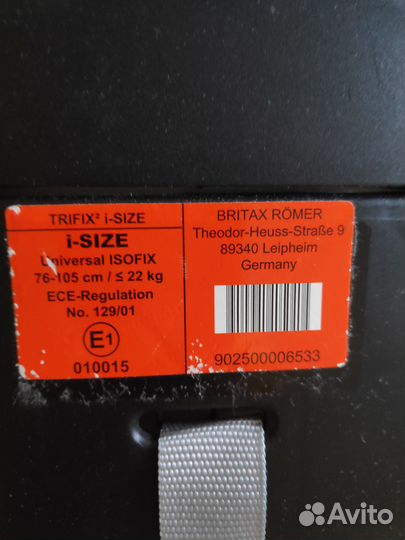 TRIFIX² i-SIZE
i-SIZE
Universal ISOFIX
76-105 cm / ≤ 22 kg
ECE-Regulation
No. 129/01
E1
010015
BRITAX RÖMER
Theodor-Heuss-Straße 9
89340 Leipheim
Germany
902500006533
Avito